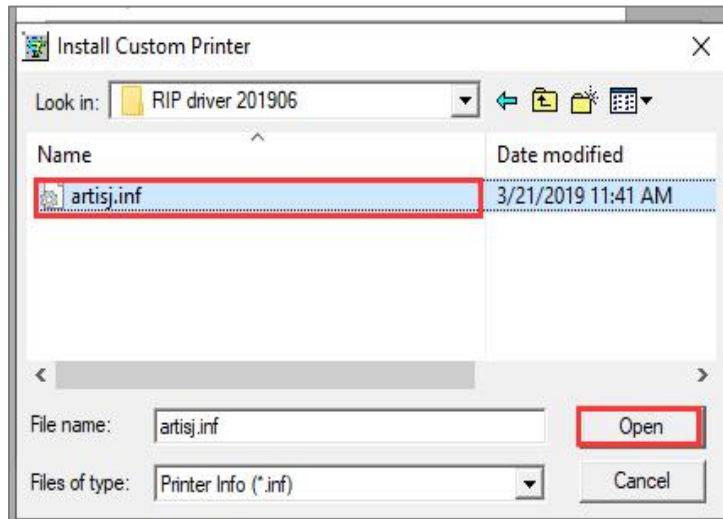 Install Custom Printer
Look in: RIP driver 201906
Name Date modified
artisj.inf 3/21/2019 11:41 AM
File name: artisj.inf Open
Files of type: Printer Info (*.inf) Cancel